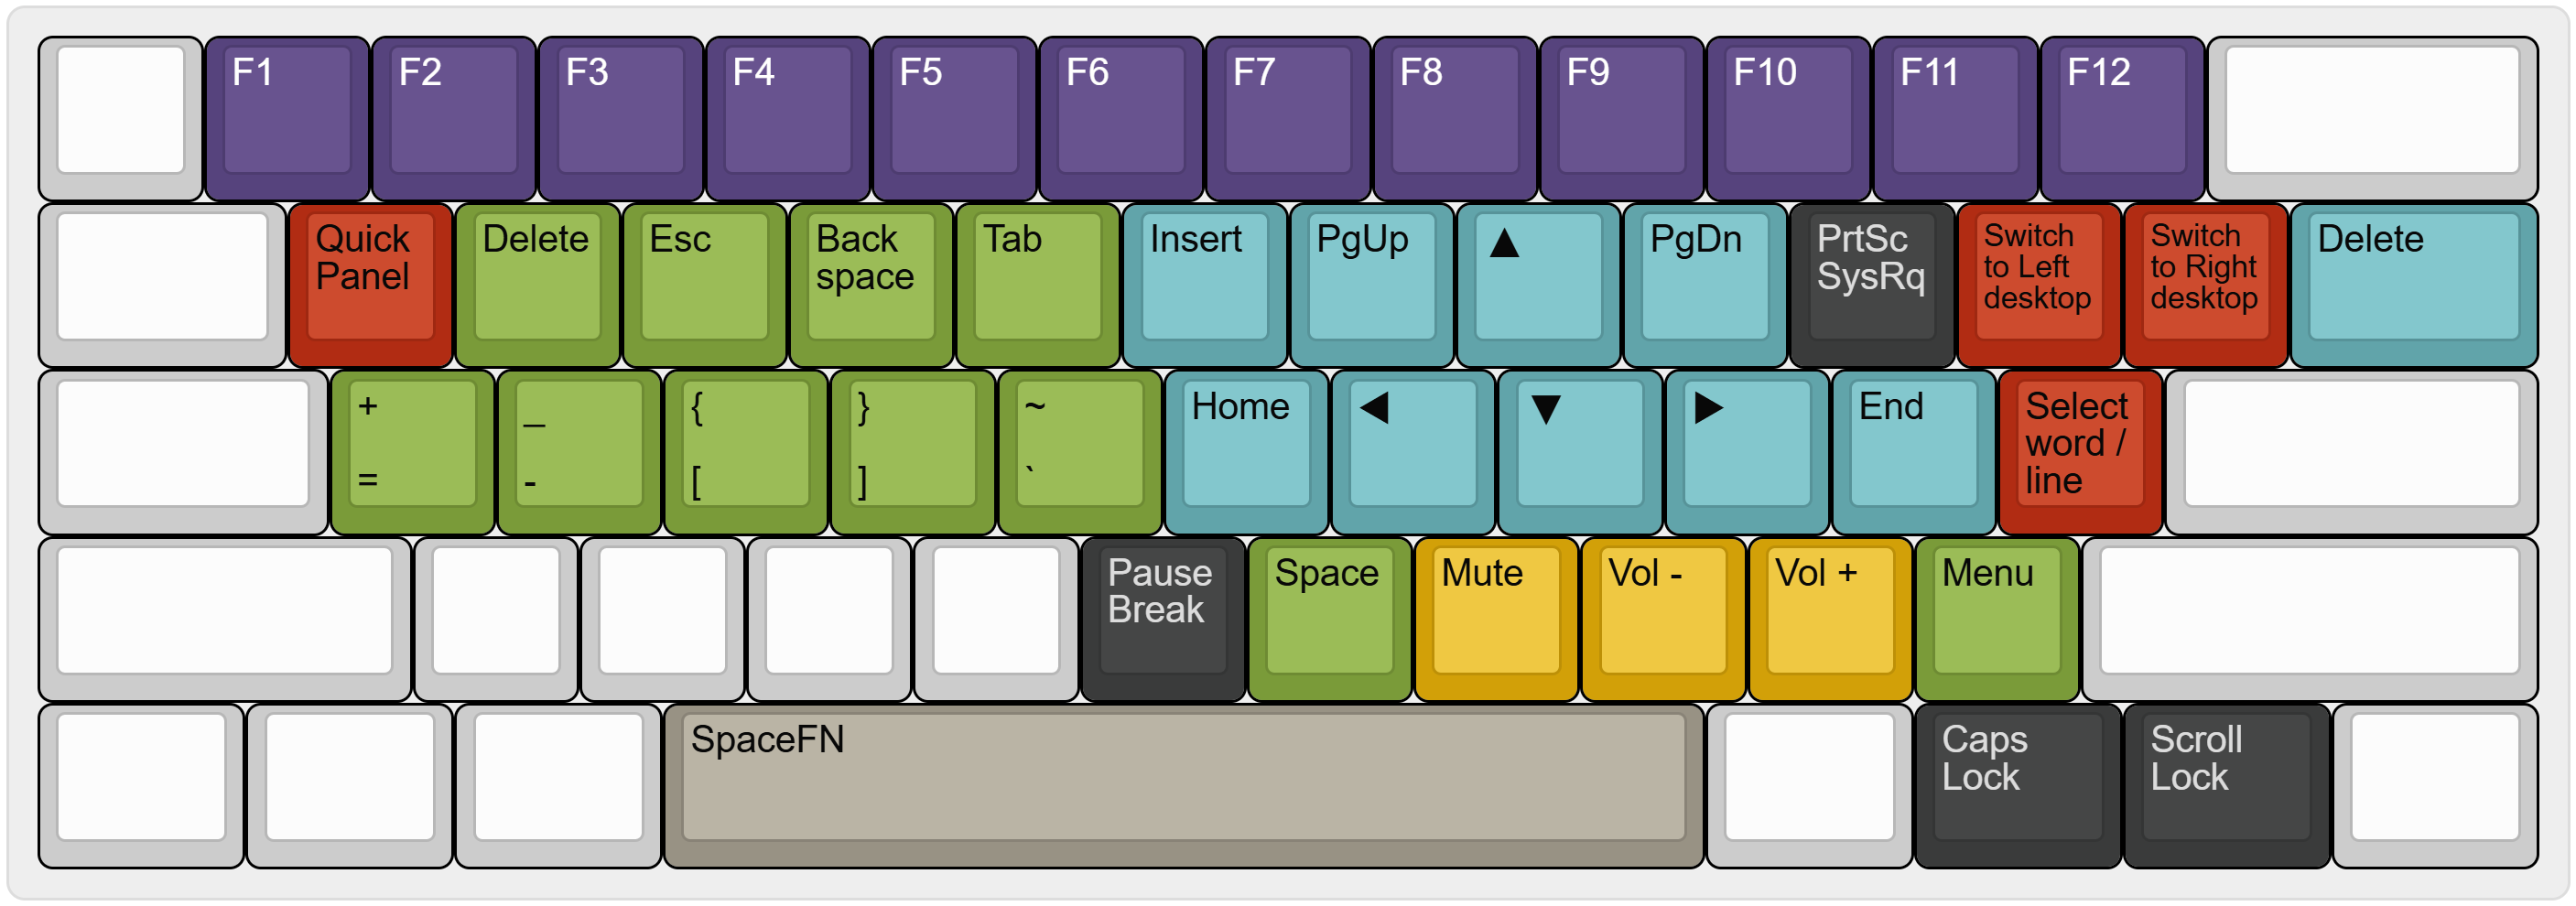 F1 F2 F3 F4 F5 F6 F7 F8 F9 F10 F11 F12
Quick
Panel
Delete
Esc
Back
space
Tab
Insert
PgUp
▲
PgDn
PrtSc
SysRq
Switch
to Left
desktop
Switch
to Right
desktop
Delete
+
=
_
-
{
[
}
]
~
`
Home
◀
▼
▶
End
Select
word /
line
Pause
Break
Space
Mute
Vol -
Vol +
Menu
SpaceFN
Caps
Lock
Scroll
Lock